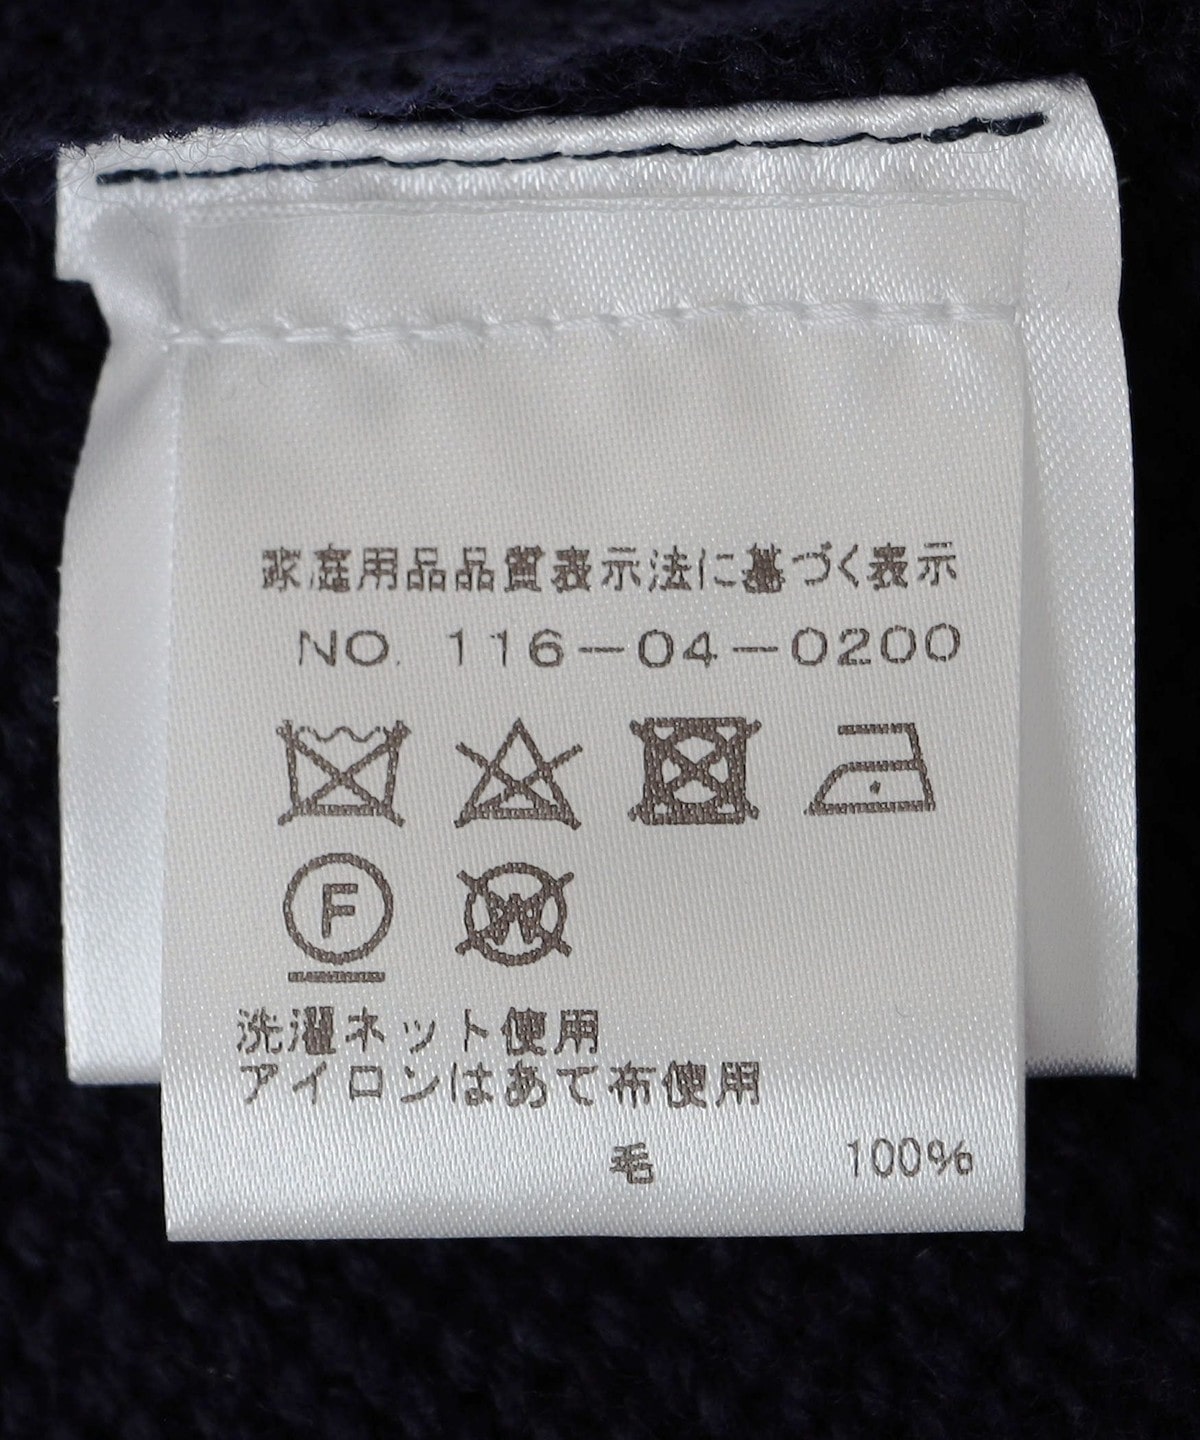 家庭用品品質表示法に基づく表示
NO. 116-04-0200
F W
洗濯ネット使用
アイロンはあて布使用
毛 100%